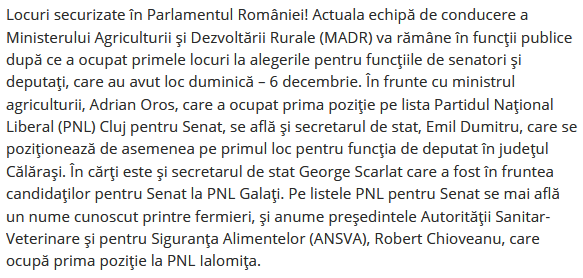 Locuri securizate în Parlamentul României! Actuala echipă de conducere a
Ministerului Agriculturii şi Dezvoltării Rurale (MADR) va rămâne în funcţii publice
după ce a ocupat primele locuri la alegerile pentru funcţiile de senatori şi
deputaţi, care au avut loc duminică – 6 decembrie. În frunte cu ministrul
agriculturii, Adrian Oros, care a ocupat prima poziţie pe lista Partidul Naţional
Liberal (PNL) Cluj pentru Senat, se află şi secretarul de stat, Emil Dumitru, care se
poziţionează de asemenea pe primul loc pentru funcţia de deputat în judeţul
Călăraşi. În cărţi este şi secretarul de stat George Scarlat care a fost în fruntea
candidaţilor pentru Senat la PNL Galaţi. Pe listele PNL pentru Senat se mai află
un nume cunoscut printre fermieri, şi anume preşedintele Autorităţii Sanitar-
Veterinare şi pentru Siguranţa Alimentelor (ANSVA), Robert Chioveanu, care
ocupă prima poziţie la PNL Ialomiţa.